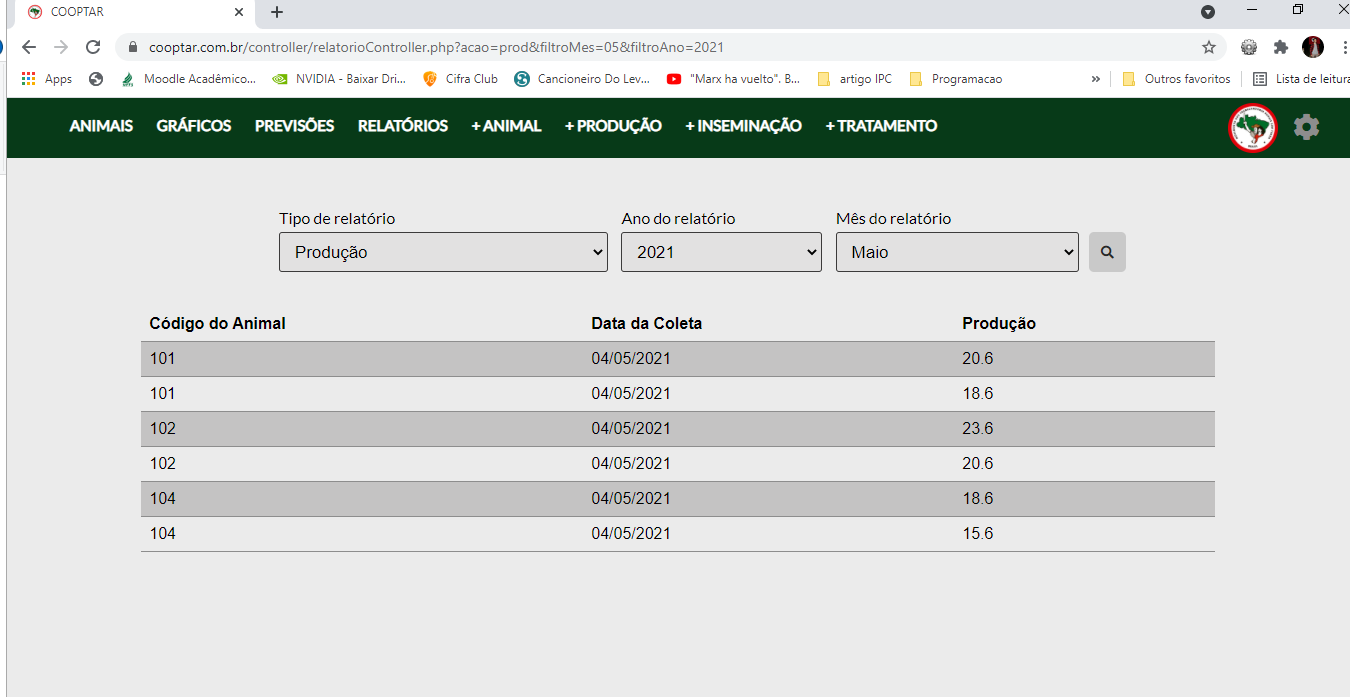 COOPTAR
cooptar.com.br/controller/relatorioController.php?acao=prod&filtroMes=05&filtroAno=2021
Apps Moodle Acadêmico... NVIDIA - Baixar Dri... Cifra Club Cancioneiro Do Lev... "Marx ha vuelto". B... artigo IPC Programacao » Outros favoritos Lista de leitura
ANIMAIS GRÁFICOS PREVISÕES RELATÓRIOS + ANIMAL + PRODUÇÃO + INSEMINAÇÃO + TRATAMENTO
Tipo de relatório Ano do relatório Mês do relatório
Produção 2021 Maio
Código do Animal Data da Coleta Produção
101 04/05/2021 20.6
101 04/05/2021 18.6
102 04/05/2021 23.6
102 04/05/2021 20.6
104 04/05/2021 18.6
104 04/05/2021 15.6